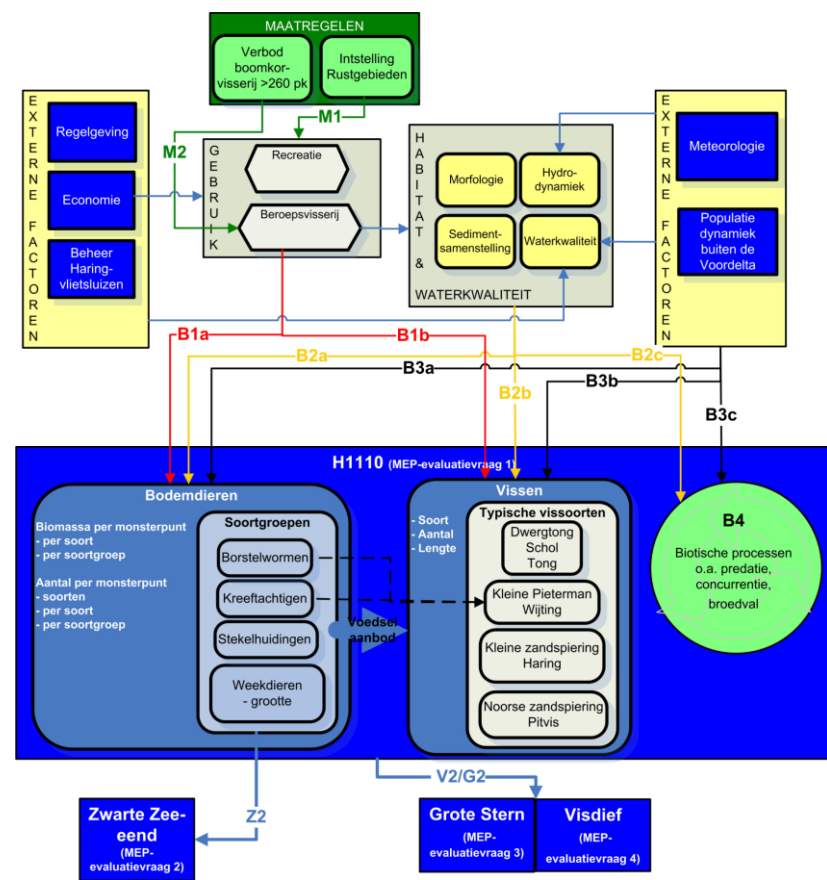 MAATREGELEN
Verbod
boomkor-
visserij >260 pk
Intstelling
Rustgebieden
M1
M2
EXTERNE FACTOREN
Regelgeving
Economie
Beheer
Haring-
vlietsluizen
GEBRUIK
Recreatie
Beroepsvisserij
HABITAT &
WATERKWALITEIT
Morfologie
Hydro-
dynamiek
Sediment-
samenstelling
Waterkwaliteit
EXTERNE FACTOREN
Meteorologie
Populatie
dynamiek
buiten de
Voordelta
B1a
B1b
B2a
B2c
B3a
B2b
B3b
B3c
H1110 (MEP-evaluatievraag 1)
Bodemdieren
Biomassa per monsterpunt
- per soort
- per soortgroep
Aantal per monsterpunt
- soorten
- per soort
- per soortgroep
Soortgroepen
Borstelwormen
Kreeftachtigen
Stekelhuidingen
Weekdieren
- grootte
Voedsel
aanbod
Vissen
- Soort
- Aantal
- Lengte
Typische vissoorten
Dwergtong
Schol
Tong
Kleine Pieterman
Wijting
Kleine zandspiering
Haring
Noorse zandspiering
Pitvis
B4
Biotische processen
o.a. predatie,
concurrentie,
broedval
Z2
V2/G2
Zwarte Zee-
eend
(MEP-
evaluatievraag 2)
Grote Stern
(MEP-
evaluatievraag 3)
Visdief
(MEP-
evaluatievraag 4)